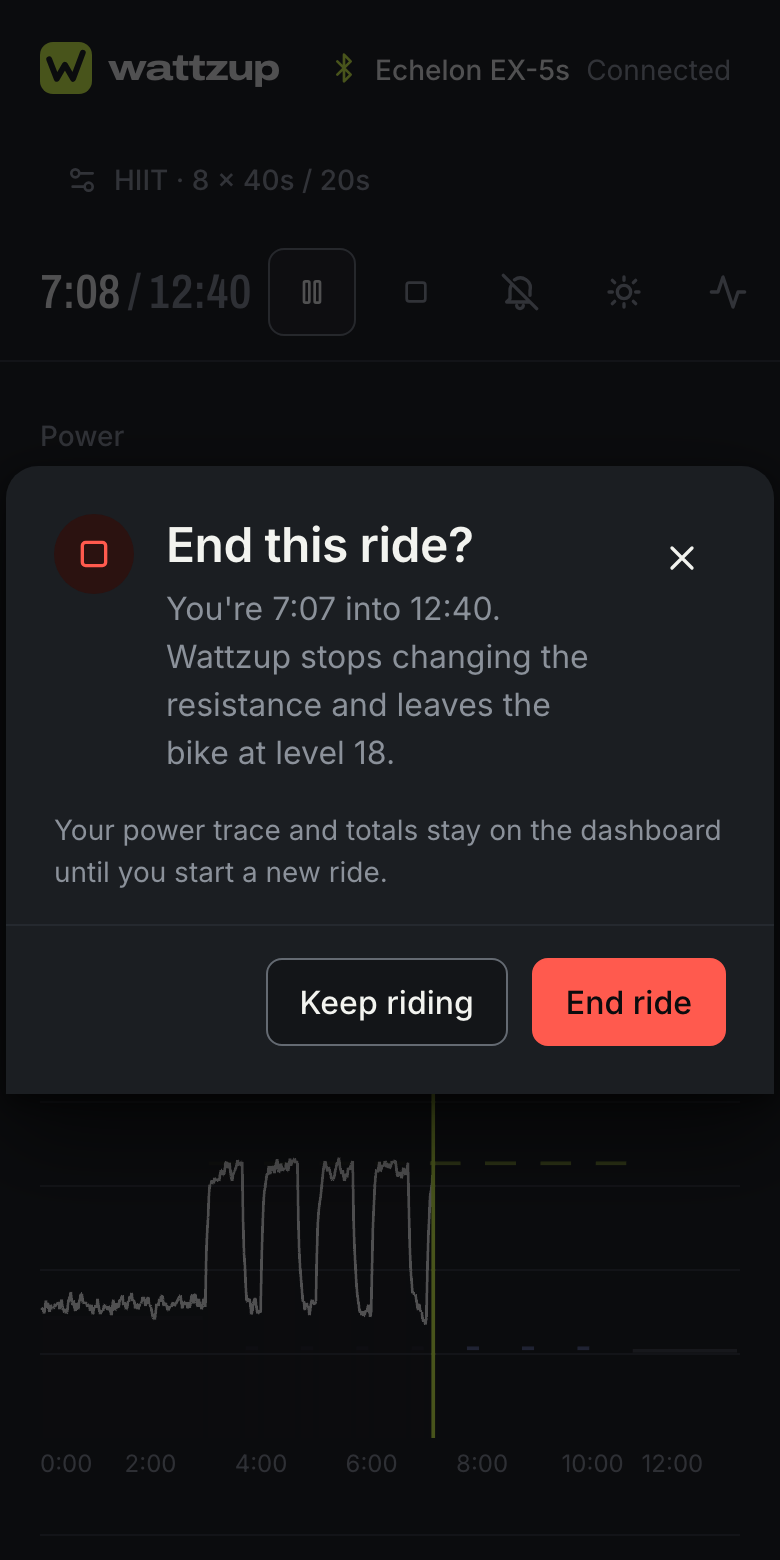 wattzup Echelon EX-5s Connected
HIIT · 8 × 40s / 20s
7:08 / 12:40
Power
End this ride?
You're 7:07 into 12:40.
Wattzup stops changing the
resistance and leaves the
bike at level 18.
Your power trace and totals stay on the dashboard
until you start a new ride.
Keep riding End ride
0:00 2:00 4:00 6:00 8:00 10:00 12:00